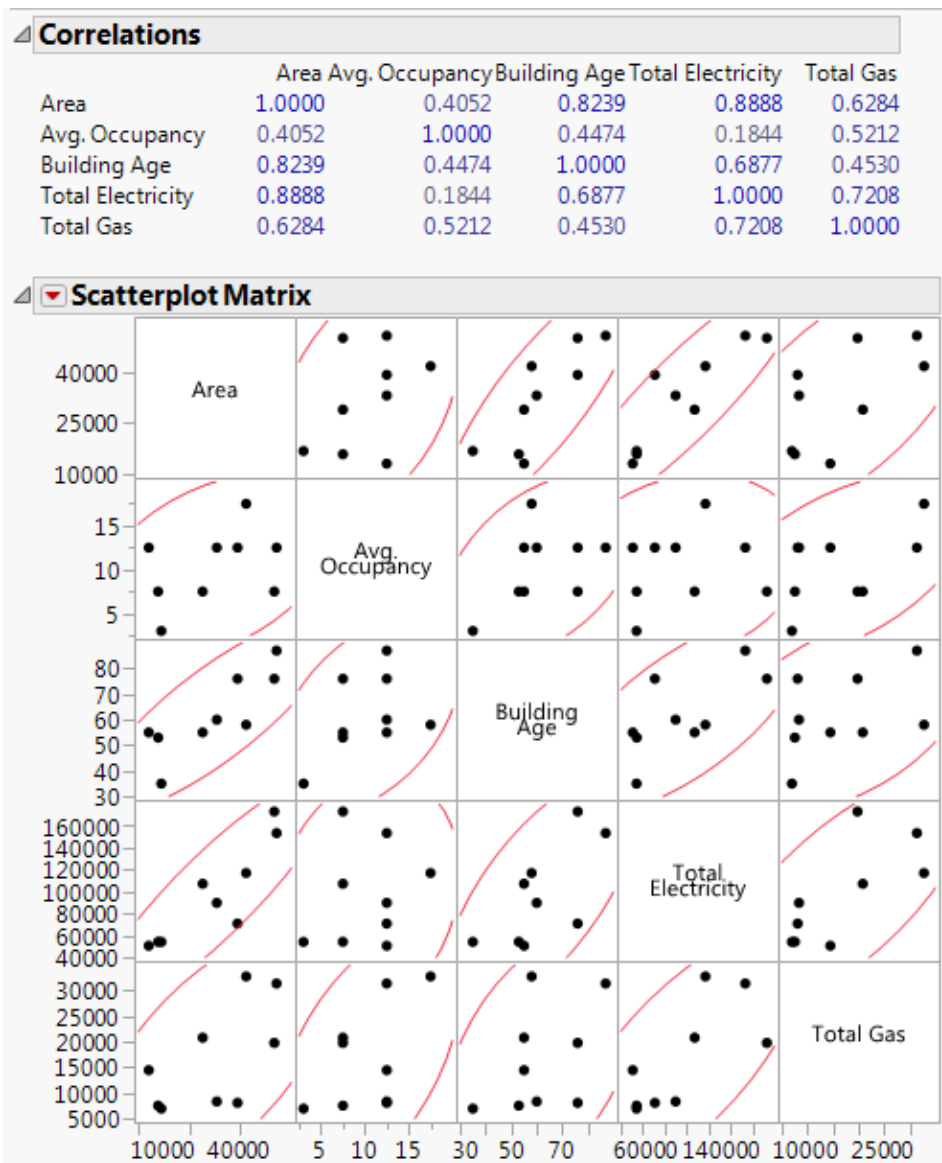 Correlations
Area Avg. Occupancy Building Age Total Electricity Total Gas
Area 1.0000 0.4052 0.8239 0.8888 0.6284
Avg. Occupancy 0.4052 1.0000 0.4474 0.1844 0.5212
Building Age 0.8239 0.4474 1.0000 0.6877 0.4530
Total Electricity 0.8888 0.1844 0.6877 1.0000 0.7208
Total Gas 0.6284 0.5212 0.4530 0.7208 1.0000
Scatterplot Matrix
40000
Area
25000
10000
15
Avg.
10
Occupancy
5
80
70
Building
60
Age
50
40
30
160000
140000
120000
Total
100000
Electricity
80000
60000
40000
30000
25000
Total Gas
20000
15000
10000
5000
10000 40000 5 10 15 30 50 70 60000 140000 10000 25000